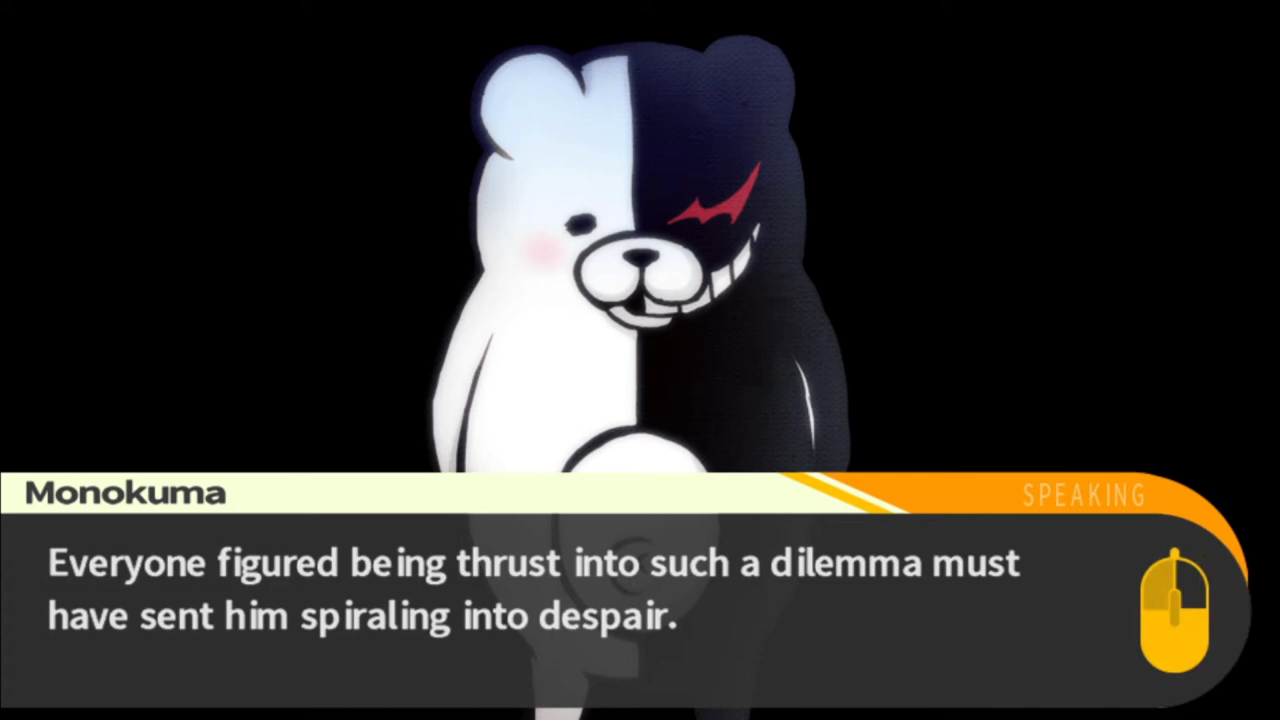 Monokuma
SPEAKING
Everyone figured being thrust into such a dilemma must
have sent him spiraling into despair.